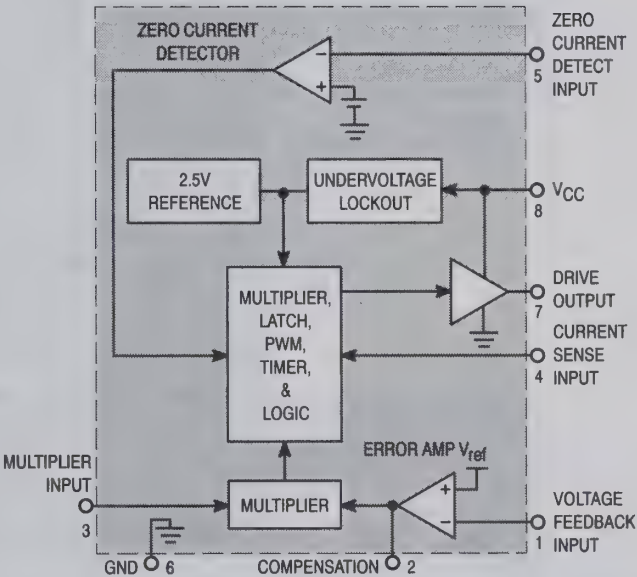 ZERO CURRENT
DETECTOR
ZERO
CURRENT
DETECT
INPUT
5
−
+
2.5V
REFERENCE
UNDERVOLTAGE
LOCKOUT
VCC
8
MULTIPLIER,
LATCH,
PWM,
TIMER,
&
LOGIC
DRIVE
OUTPUT
7
CURRENT
SENSE
INPUT
4
ERROR AMP Vref
+
−
MULTIPLIER
INPUT
3
MULTIPLIER
VOLTAGE
FEEDBACK
INPUT
1
GND
6
COMPENSATION
2